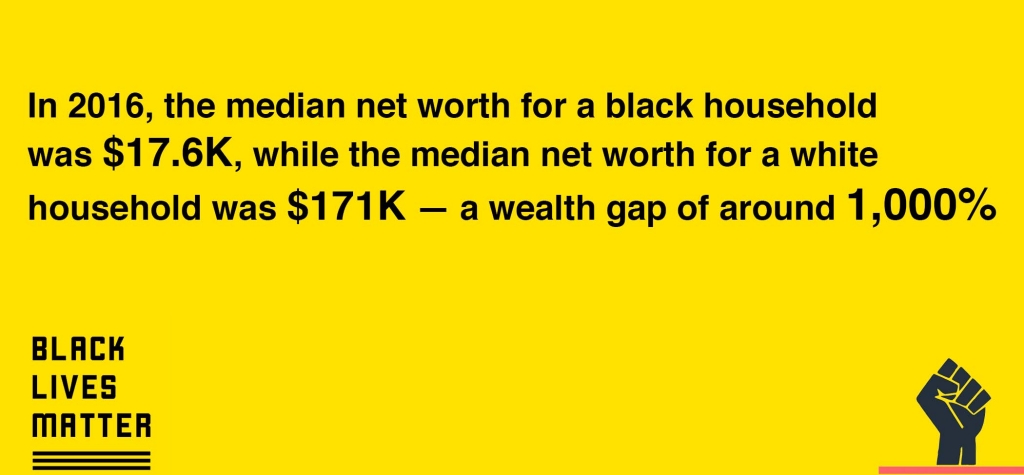 In 2016, the median net worth for a black household
was $17.6K, while the median net worth for a white
household was $171K — a wealth gap of around 1,000%
BLACK
LIVES
MATTER